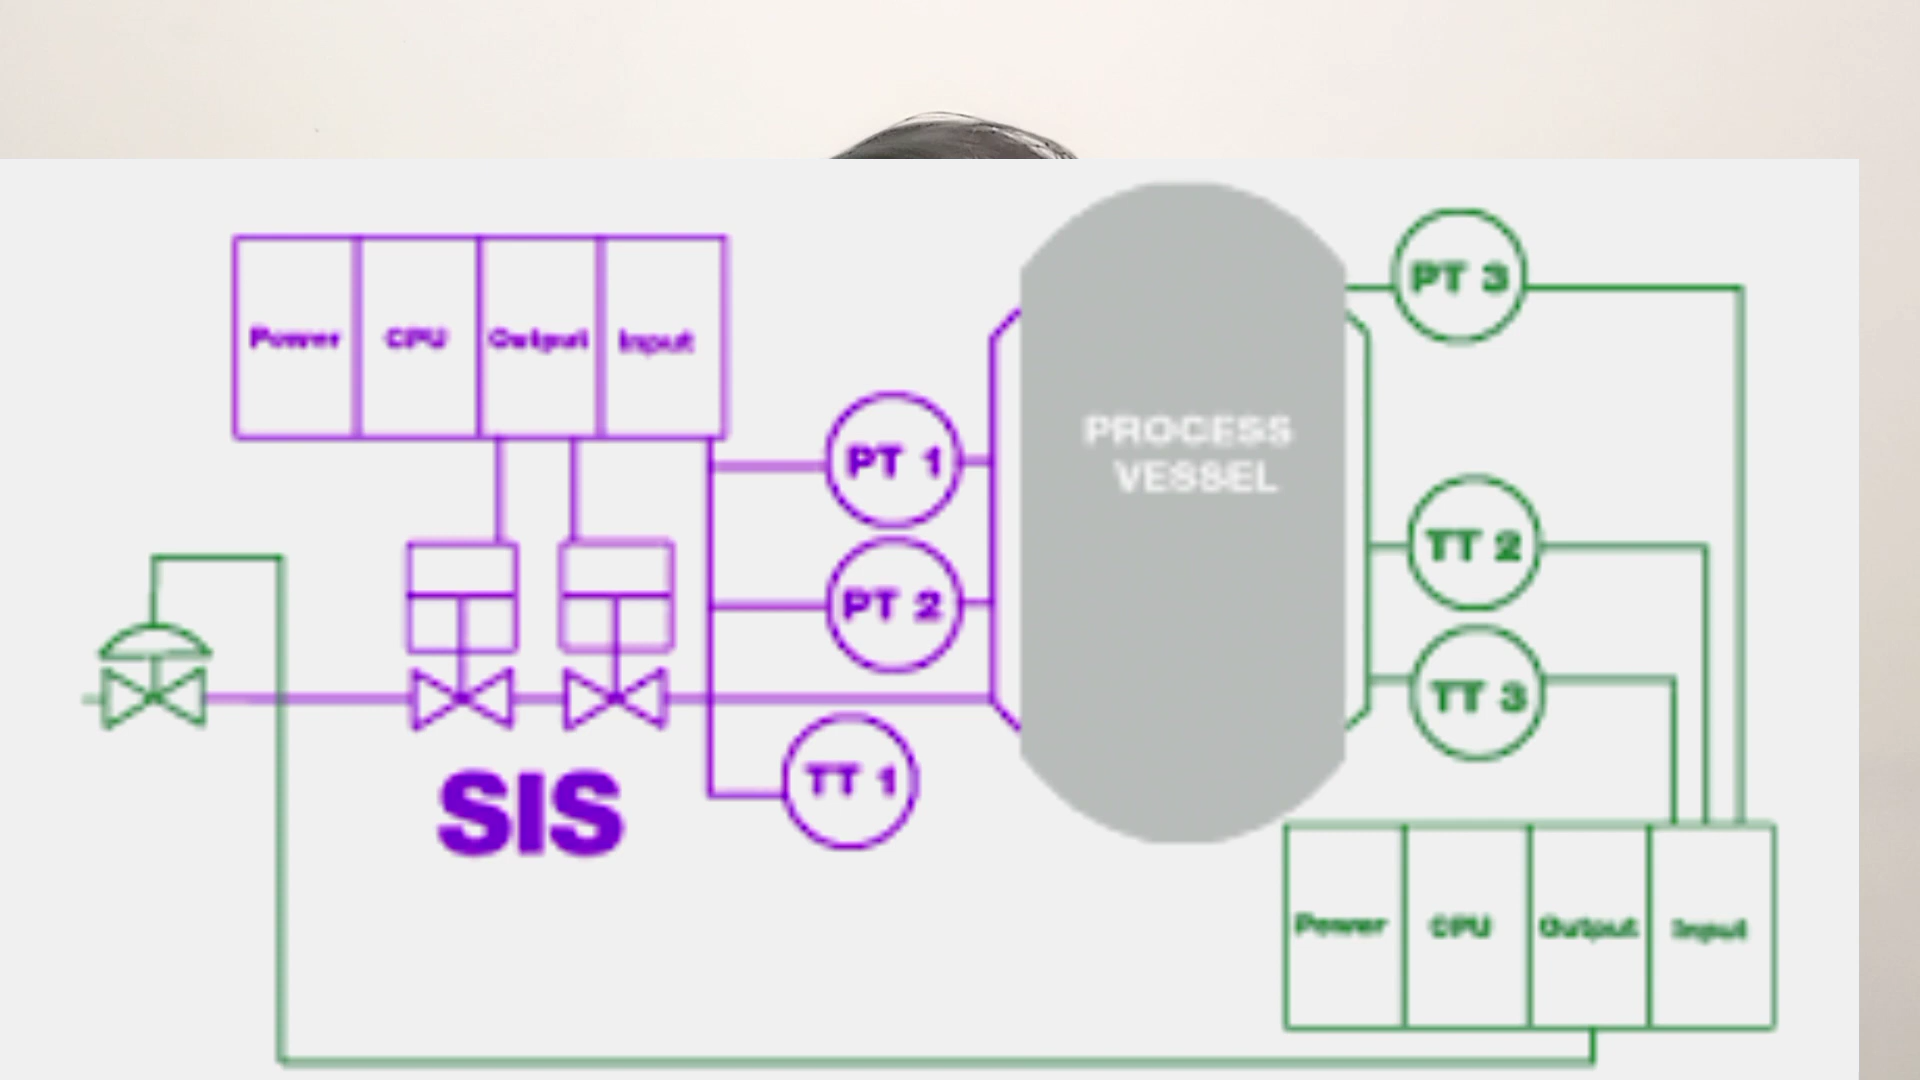 Power CPU Output Input
PT 3
PT 1
PROCESS
VESSEL
PT 2
TT 2
TT 3
SIS
TT 1
Power CPU Output Input